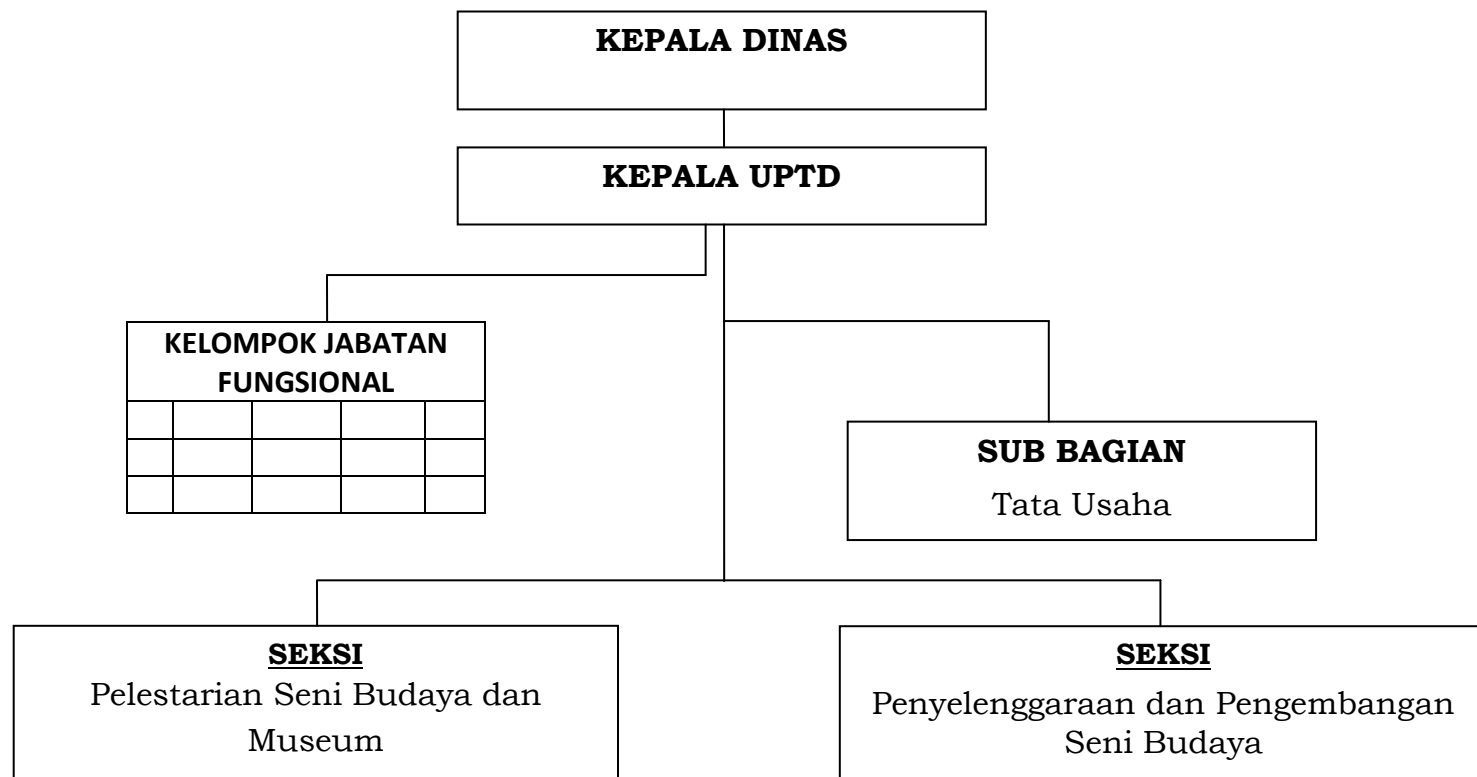 KEPALA DINAS
KEPALA UPTD
KELOMPOK JABATAN
FUNGSIONAL
SUB BAGIAN
Tata Usaha
SEKSI
Pelestarian Seni Budaya dan
Museum
SEKSI
Penyelenggaraan dan Pengembangan
Seni Budaya